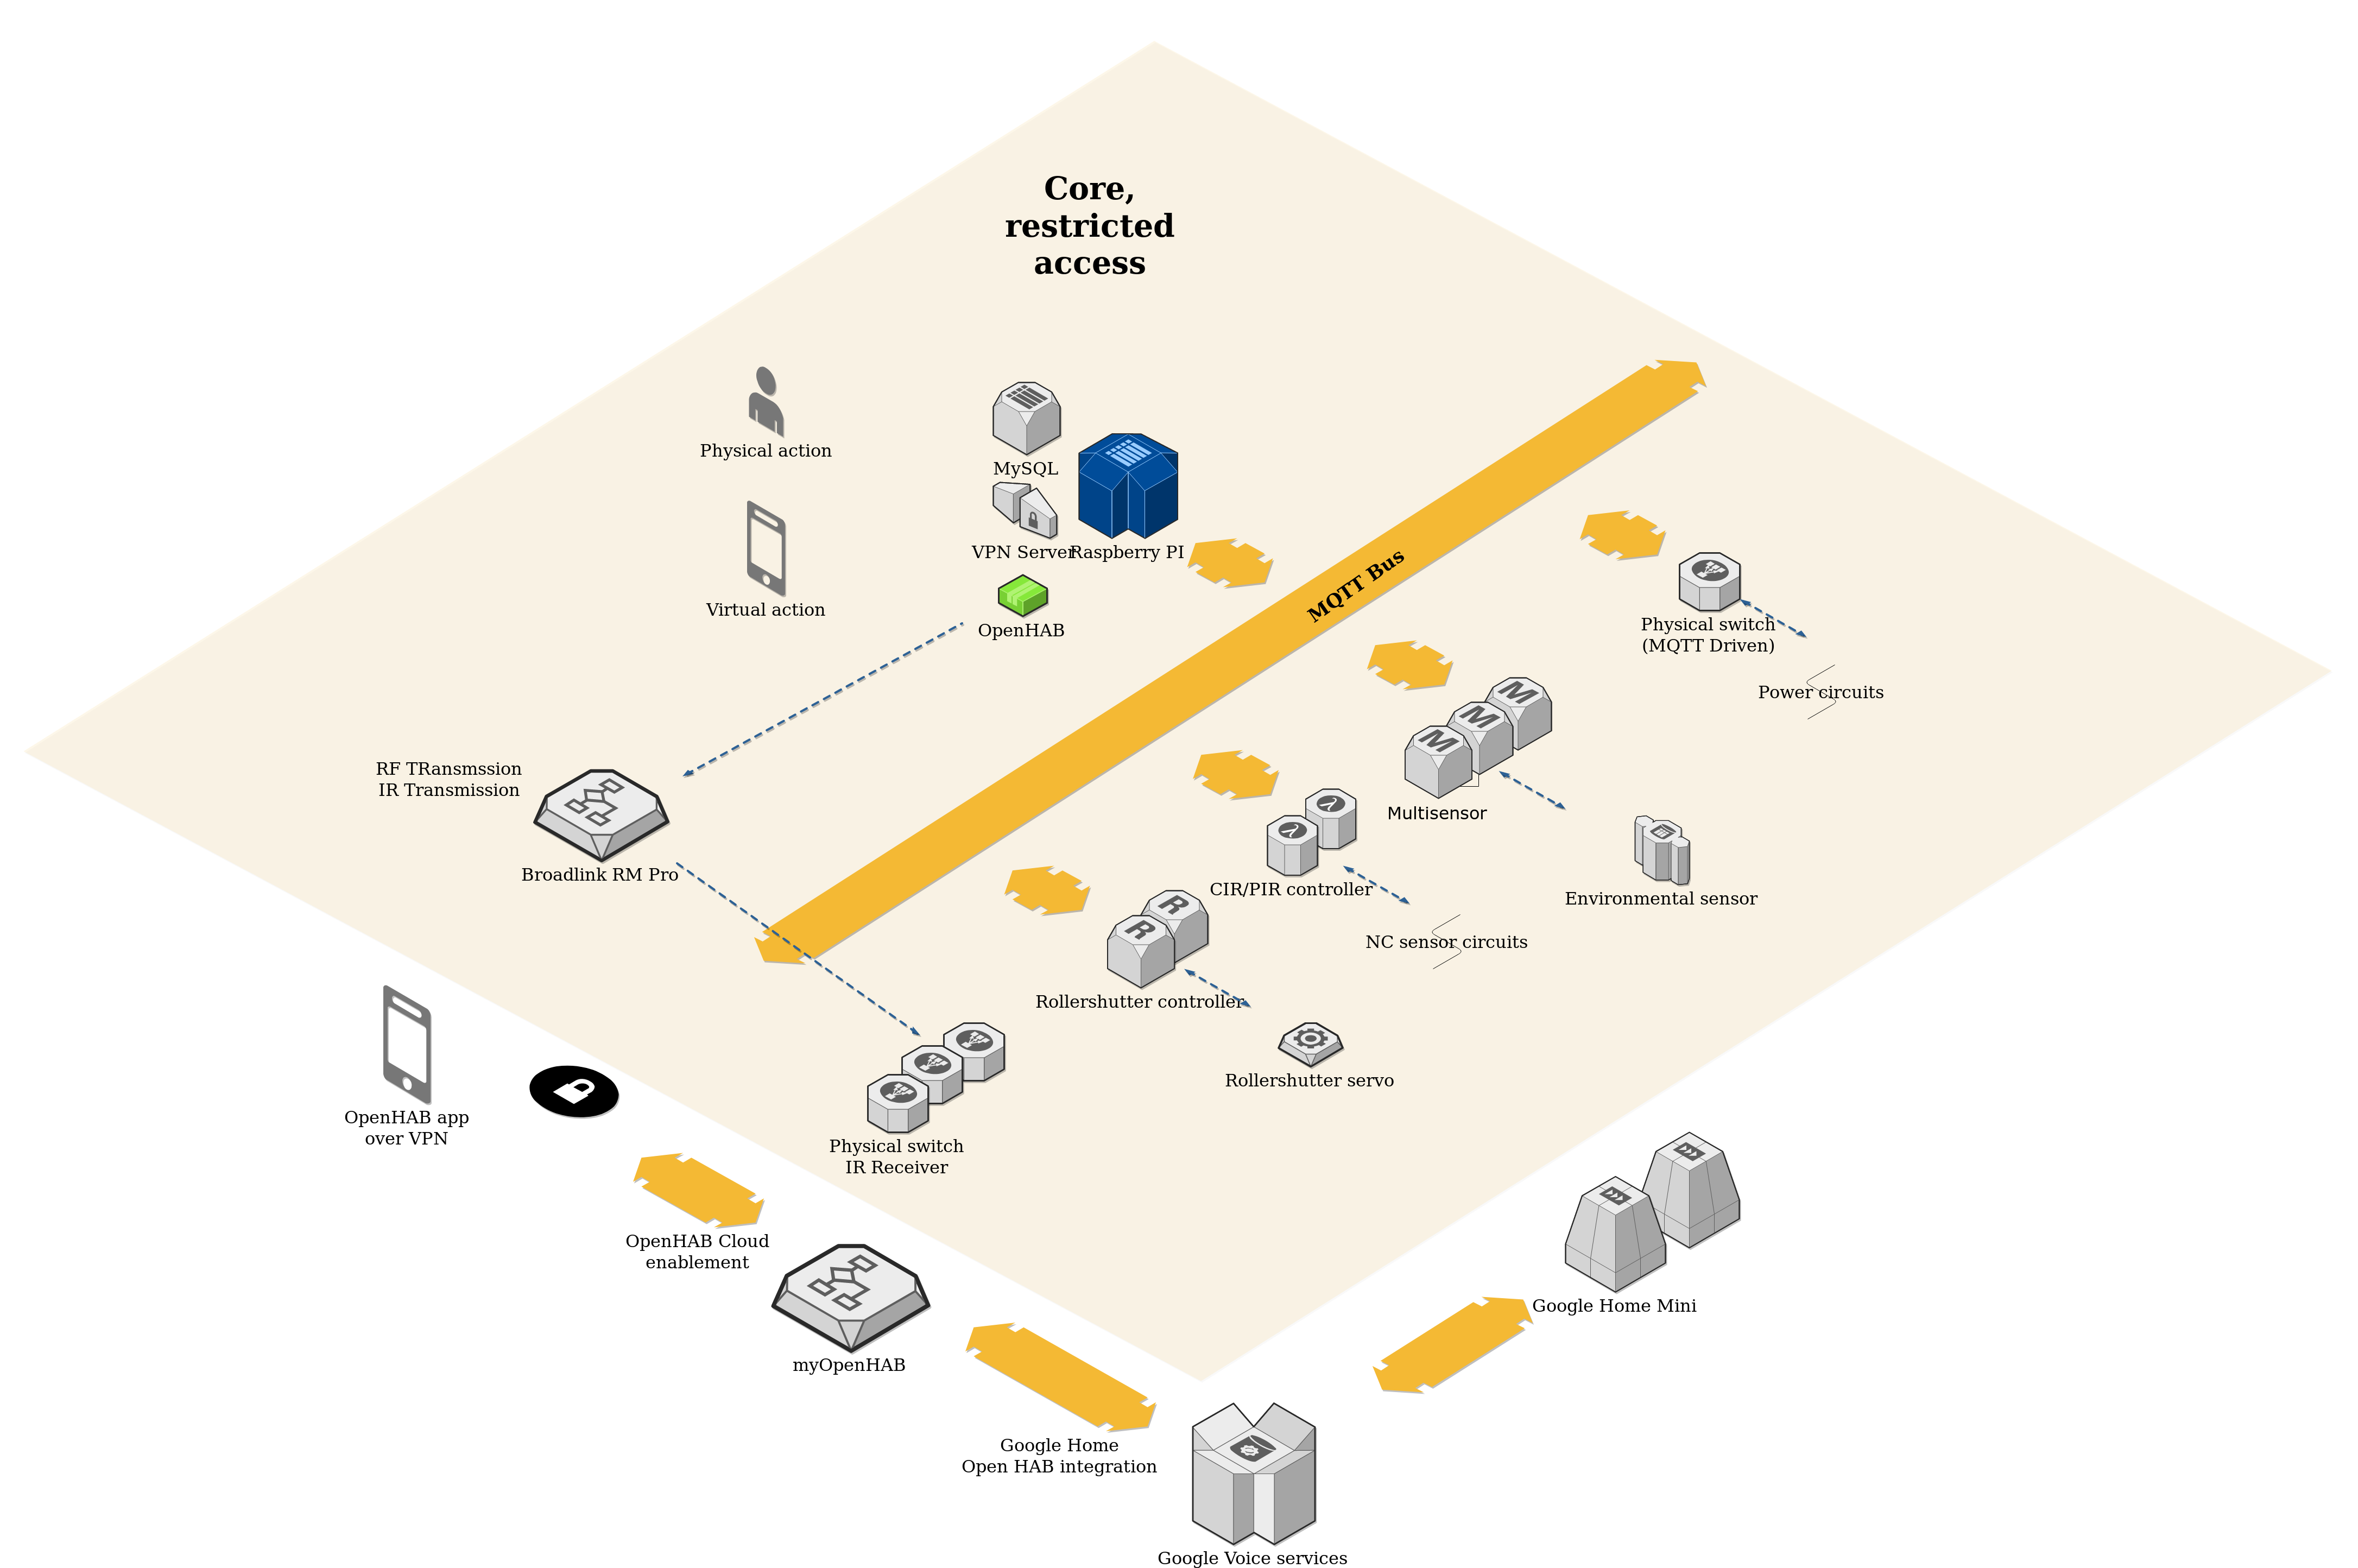 Core,
restricted
access
Physical action
MySQL
VPN Server
Raspberry PI
Virtual action
OpenHAB
MQTT Bus
Physical switch
(MQTT Driven)
Power circuits
M
M
M
Multisensor
RF TRansmssion
IR Transmission
Broadlink RM Pro
CIR/PIR controller
Environmental sensor
NC sensor circuits
R
R
Rollershutter controller
Rollershutter servo
OpenHAB app
over VPN
Physical switch
IR Receiver
OpenHAB Cloud
enablement
myOpenHAB
Google Home Mini
Google Home
Open HAB integration
Google Voice services